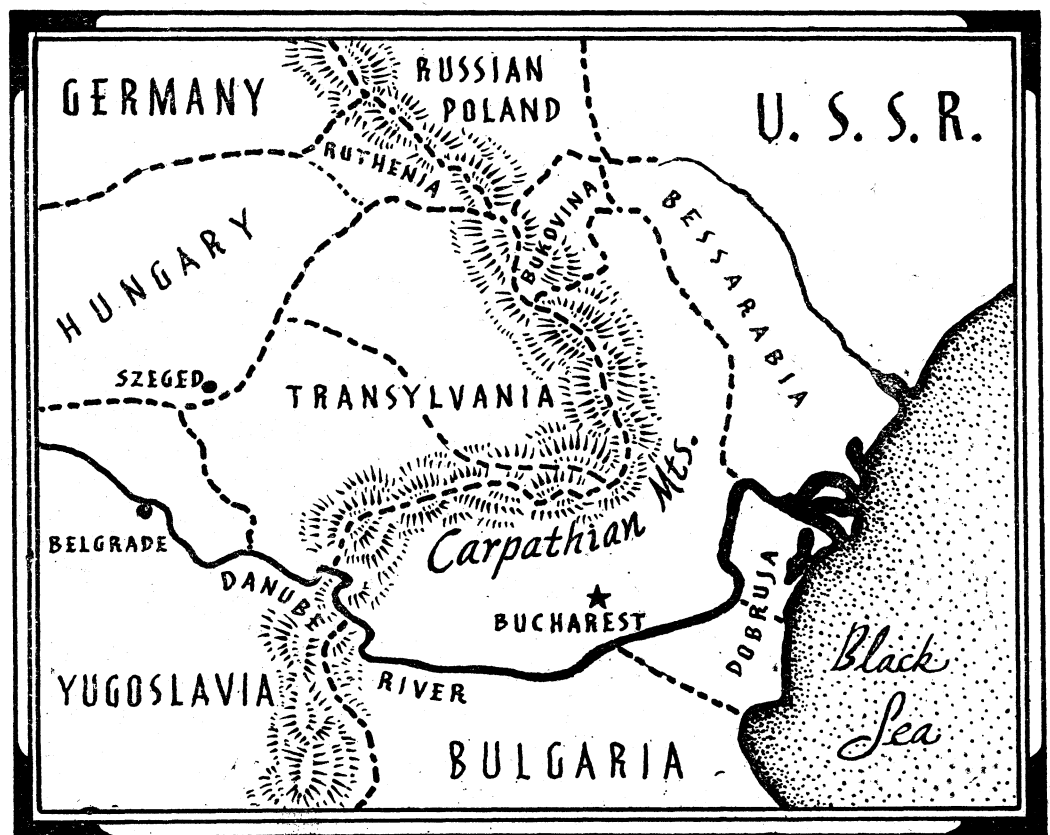 GERMANY
RUSSIAN
POLAND
U. S. S. R.
RUTHENIA
BUKOVINA
BESSARABIA
HUNGARY
SZEGED
TRANSYLVANIA
Carpathian Mts.
BELGRADE
DANUBE
RIVER
BUCHAREST
DOBRUJA
YUGOSLAVIA
BULGARIA
Black
Sea